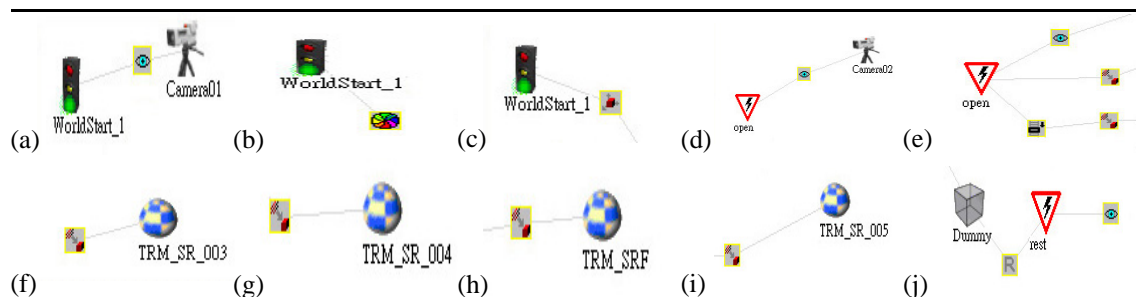 Camera01
WorldStart_1
(a)
WorldStart_1
(b)
WorldStart_1
(c)
Camera02
open
(d)
open
(e)
TRM_SR_003
(f)
TRM_SR_004
(g)
TRM_SRF
(h)
TRM_SR_005
(i)
Dummy
rest
R
(j)